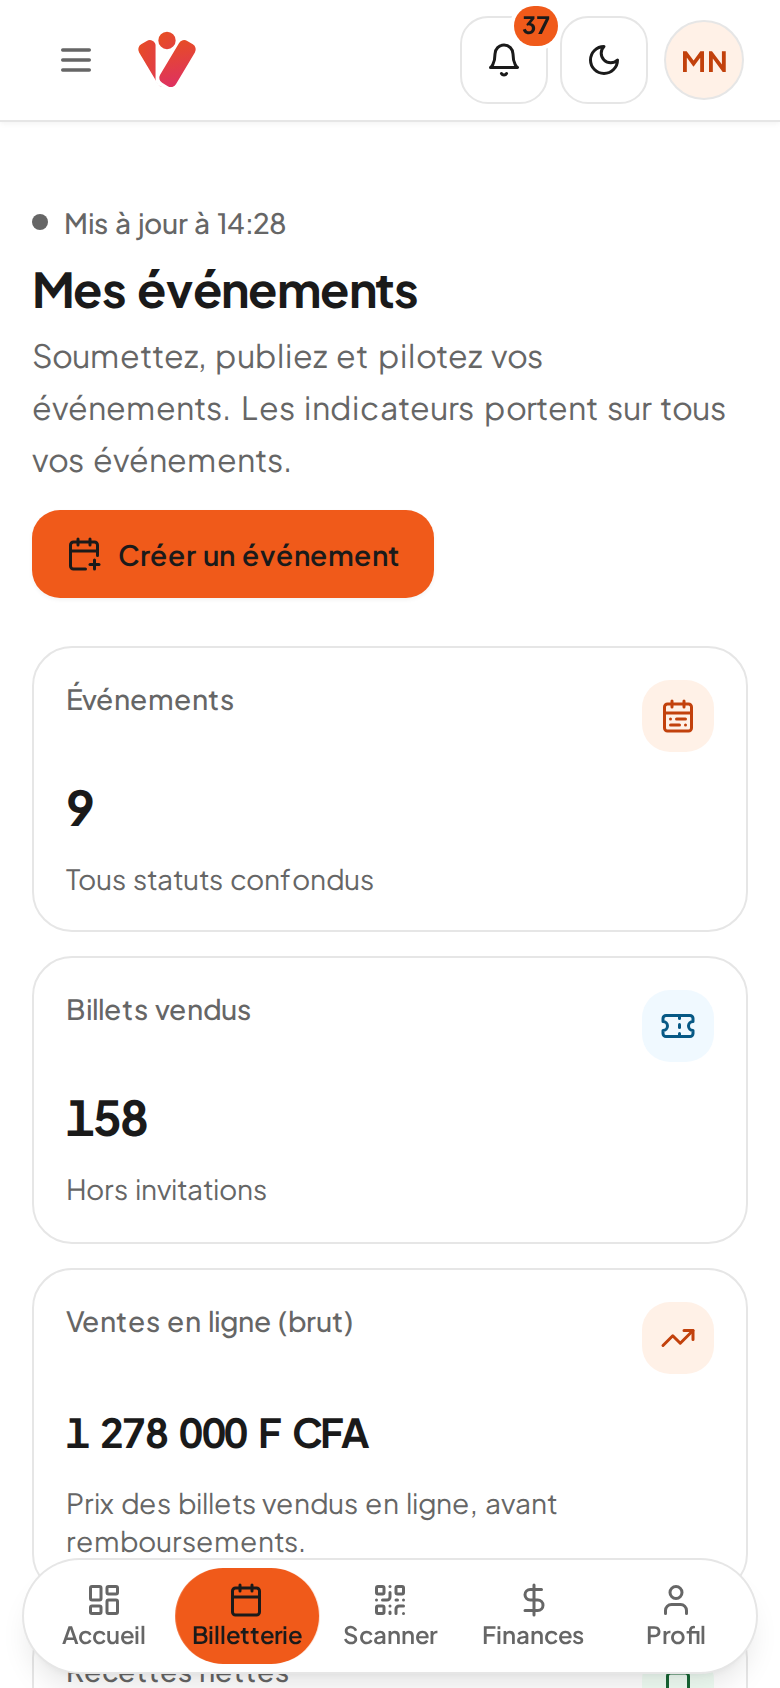 37
MN
Mis à jour à 14:28
Mes événements
Soumettez, publiez et pilotez vos
événements. Les indicateurs portent sur tous
vos événements.
Créer un événement
Événements
9
Tous statuts confondus
Billets vendus
158
Hors invitations
Ventes en ligne (brut)
1 278 000 F CFA
Prix des billets vendus en ligne, avant
remboursements.
Accueil
Billetterie
Scanner
Finances
Profil
Recettes nettes